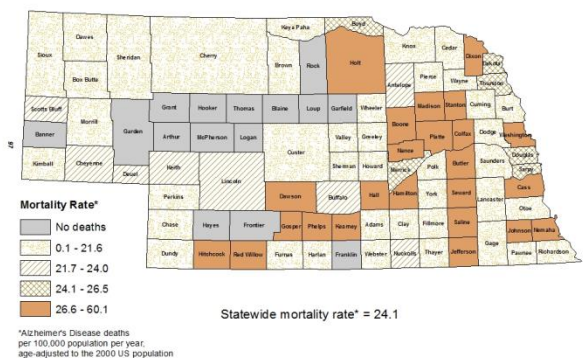 Keya Paha Boyd
Dawes
Sioux Sheridan Cherry Knox Cedar Dixon
Brown Rock Holt Dakota
Box Butte Antelope Pierce Wayne Thurston
Scotts Bluff Morrill Garden Grant Hooker Thomas Blaine Loup Garfield Wheeler Madison Stanton Cuming Burt
Banner Arthur McPherson Logan Boone Platte Colfax Dodge Washington
Custer Valley Greeley Nance
Kimball Cheyenne Keith Lincoln Sherman Howard Merrick Polk Butler Saunders Douglas
Deuel Sarpy
Perkins Dawson Buffalo Hall Hamilton York Seward Lancaster Cass
Otoe
Chase Hayes Frontier Gosper Phelps Kearney Adams Clay Fillmore Saline
Johnson Nemaha
Dundy Hitchcock Red Willow Furnas Harlan Franklin Webster Nuckolls Thayer Jefferson Gage Pawnee Richardson
Mortality Rate*
No deaths
0.1 - 21.6
21.7 - 24.0
24.1 - 26.5
26.6 - 60.1
Statewide mortality rate* = 24.1
*Alzheimer's Disease deaths
per 100,000 population per year,
age-adjusted to the 2000 US population